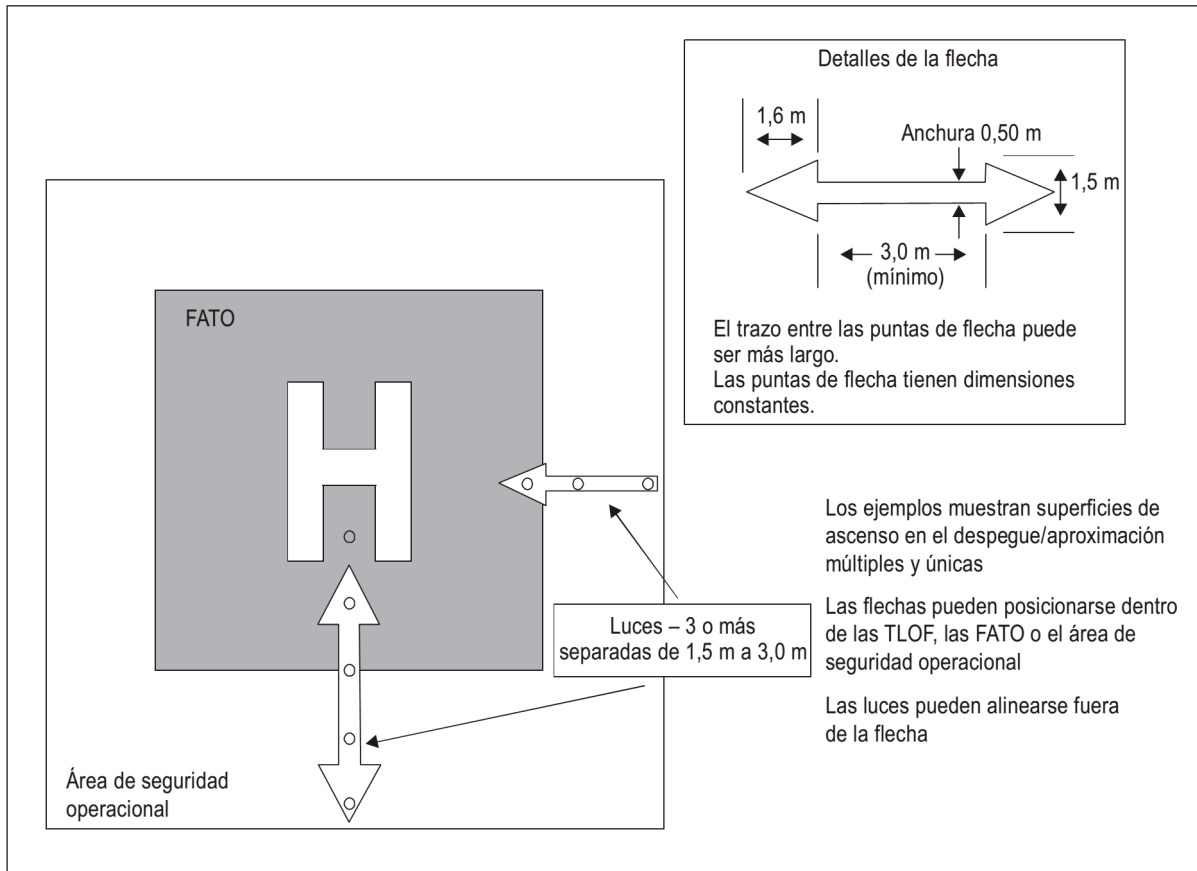 Detalles de la flecha
1,6 m
Anchura 0,50 m
1,5 m
3,0 m
(mínimo)
El trazo entre las puntas de flecha puede
ser más largo.
Las puntas de flecha tienen dimensiones
constantes.
FATO
H
Los ejemplos muestran superficies de
ascenso en el despegue/aproximación
múltiples y únicas
Las flechas pueden posicionarse dentro
de las TLOF, las FATO o el área de
seguridad operacional
Las luces pueden alinearse fuera
de la flecha
Luces – 3 o más
separadas de 1,5 m a 3,0 m
Área de seguridad
operacional